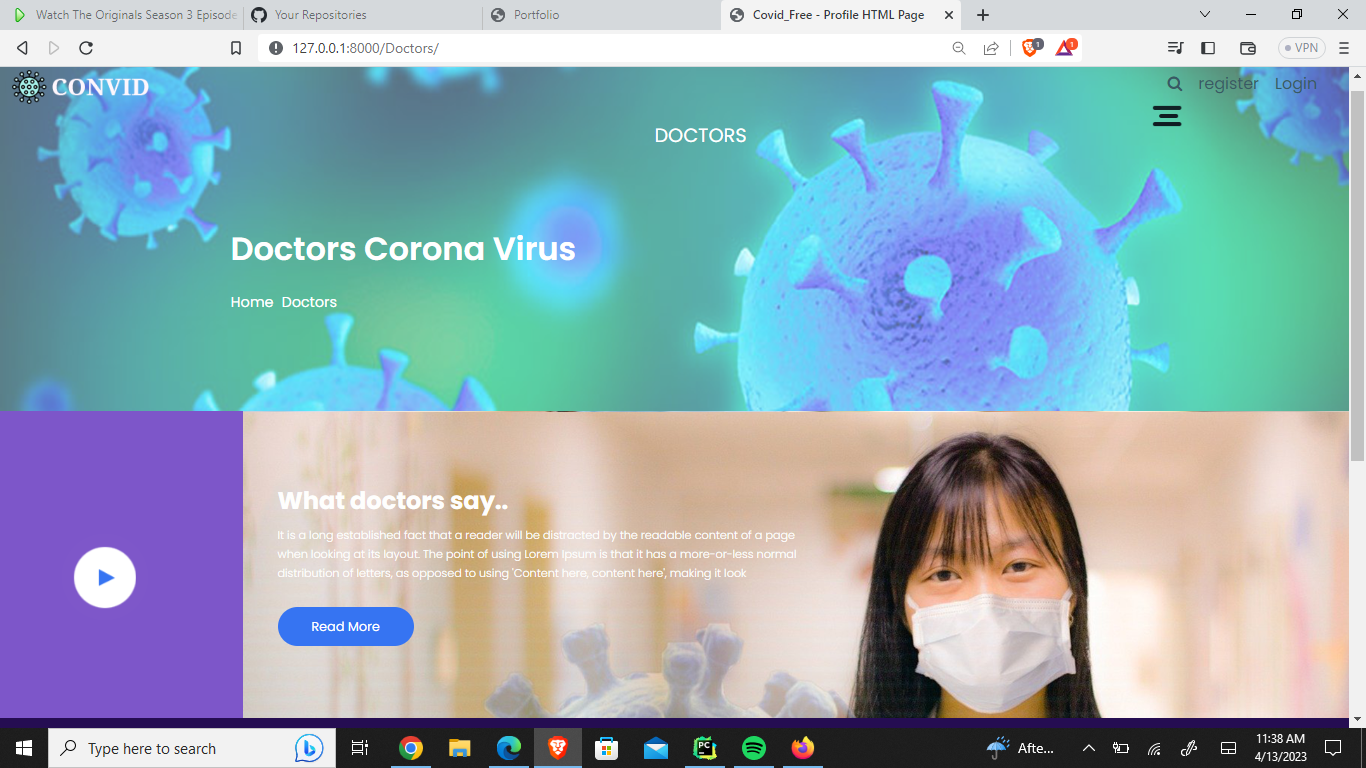 Watch The Originals Season 3 Episode
Your Repositories
Portfolio
Covid_Free - Profile HTML Page
127.0.0.1:8000/Doctors/
1
1
VPN
CONVID
register Login
DOCTORS
Doctors Corona Virus
Home Doctors
What doctors say..
It is a long established fact that a reader will be distracted by the readable content of a page
when looking at its layout. The point of using Lorem Ipsum is that it has a more-or-less normal
distribution of letters, as opposed to using 'Content here, content here', making it look
Read More
Type here to search
PC
Afte...
11:38 AM
4/13/2023